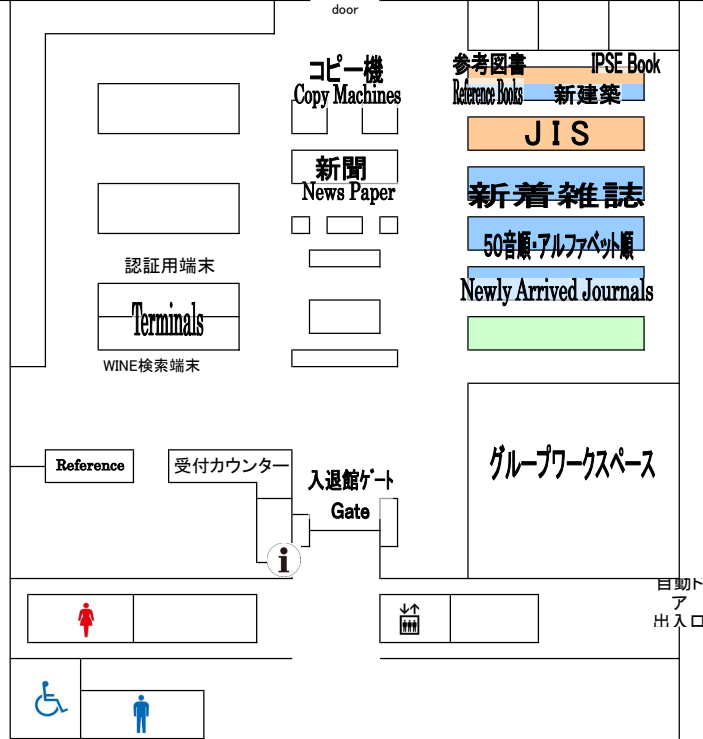 door
コピー機
Copy Machines
参考図書
IPSE Book
Reference Books
新建築
JIS
新聞
News Paper
新着雑誌
50音順・アルファベット順
Newly Arrived Journals
認証用端末
Terminals
WINE検索端末
Reference
受付カウンター
入退館ゲート
Gate
グループワークスペース
i
自動ド
ア
出入口